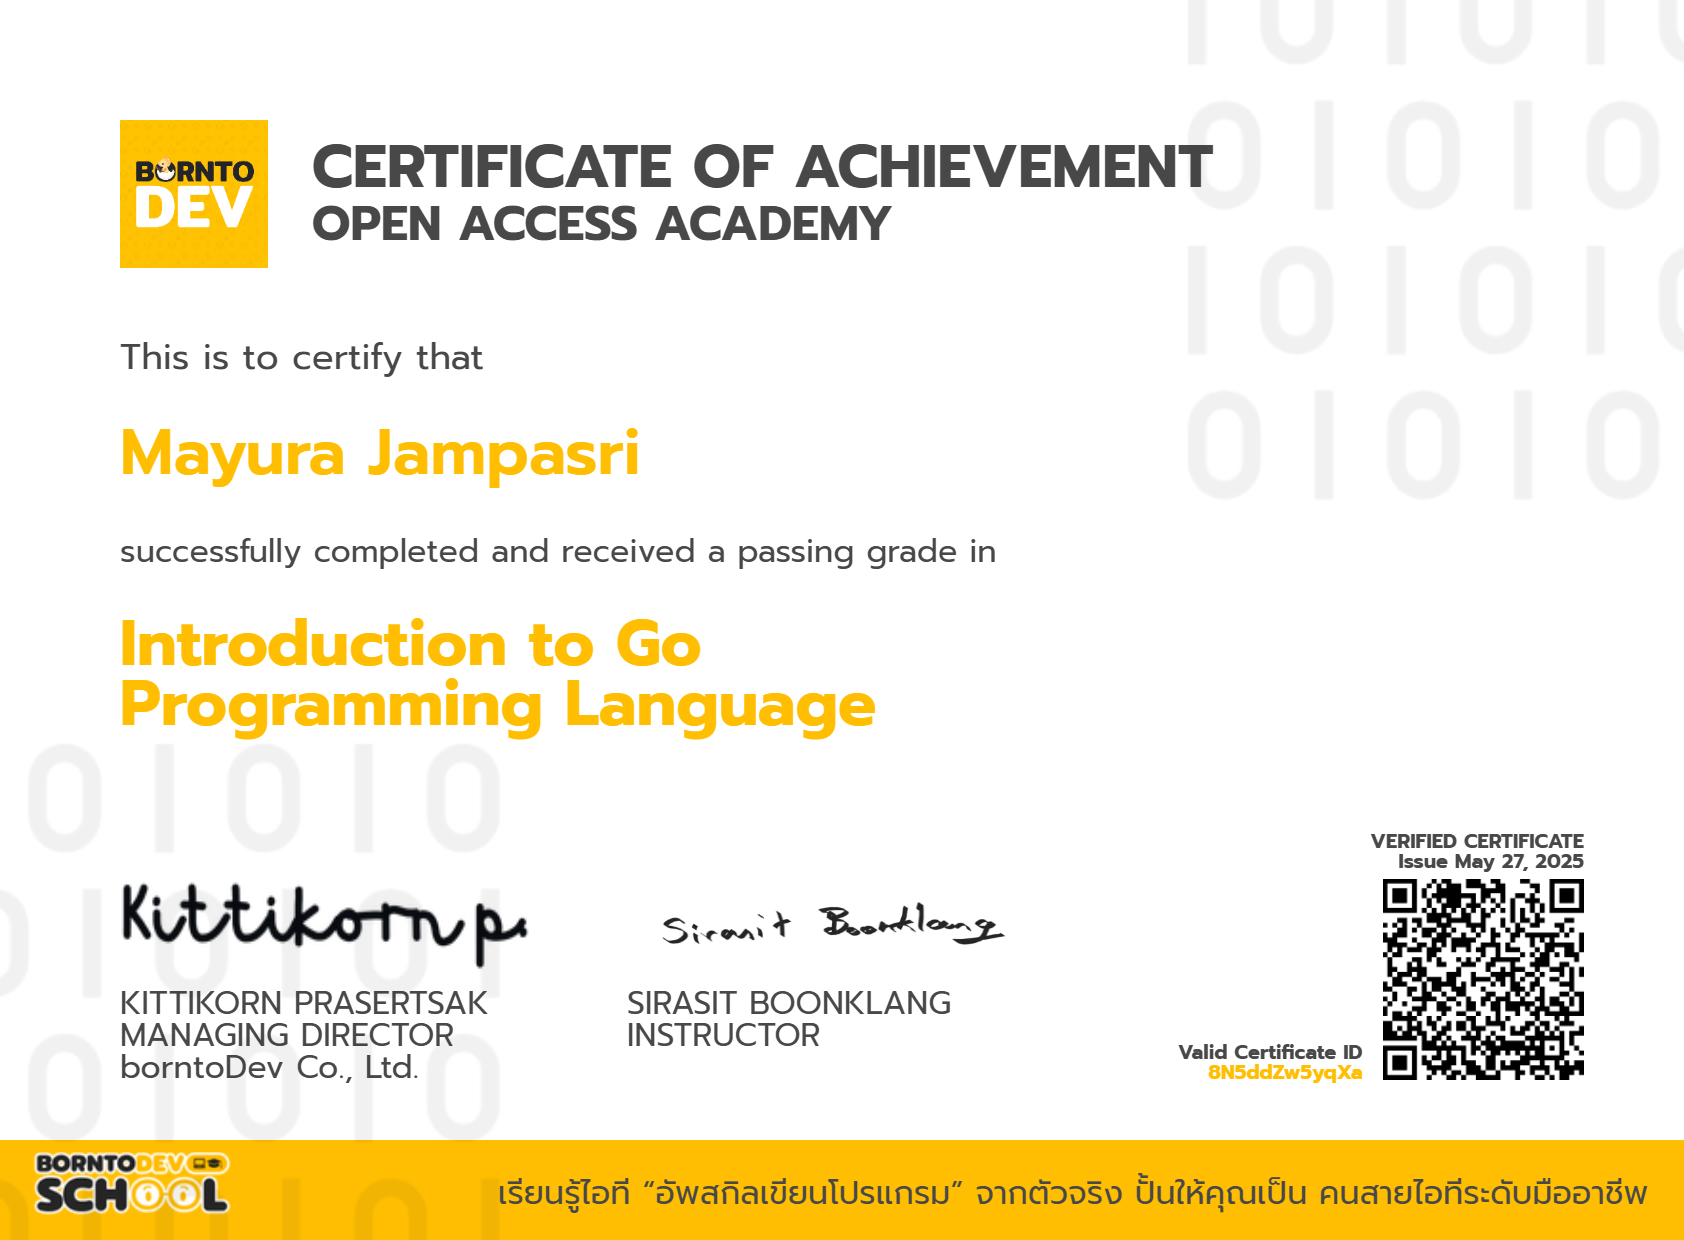 BORNTO
DEV
CERTIFICATE OF ACHIEVEMENT
OPEN ACCESS ACADEMY
This is to certify that
Mayura Jampasri
successfully completed and received a passing grade in
Introduction to Go
Programming Language
VERIFIED CERTIFICATE
Issue May 27, 2025
Kittikorn p.
Sirasit Boonklang
KITTIKORN PRASERTSAK
MANAGING DIRECTOR
borntoDev Co., Ltd.
SIRASIT BOONKLANG
INSTRUCTOR
Valid Certificate ID
8N5ddZw5yqXa
BORNTODEV
SCHOOL
เรียนรู้ไอที “อัพสกิลเขียนโปรแกรม” จากตัวจริง ปั้นให้คุณเป็น คนสายไอทีระดับมืออาชีพ